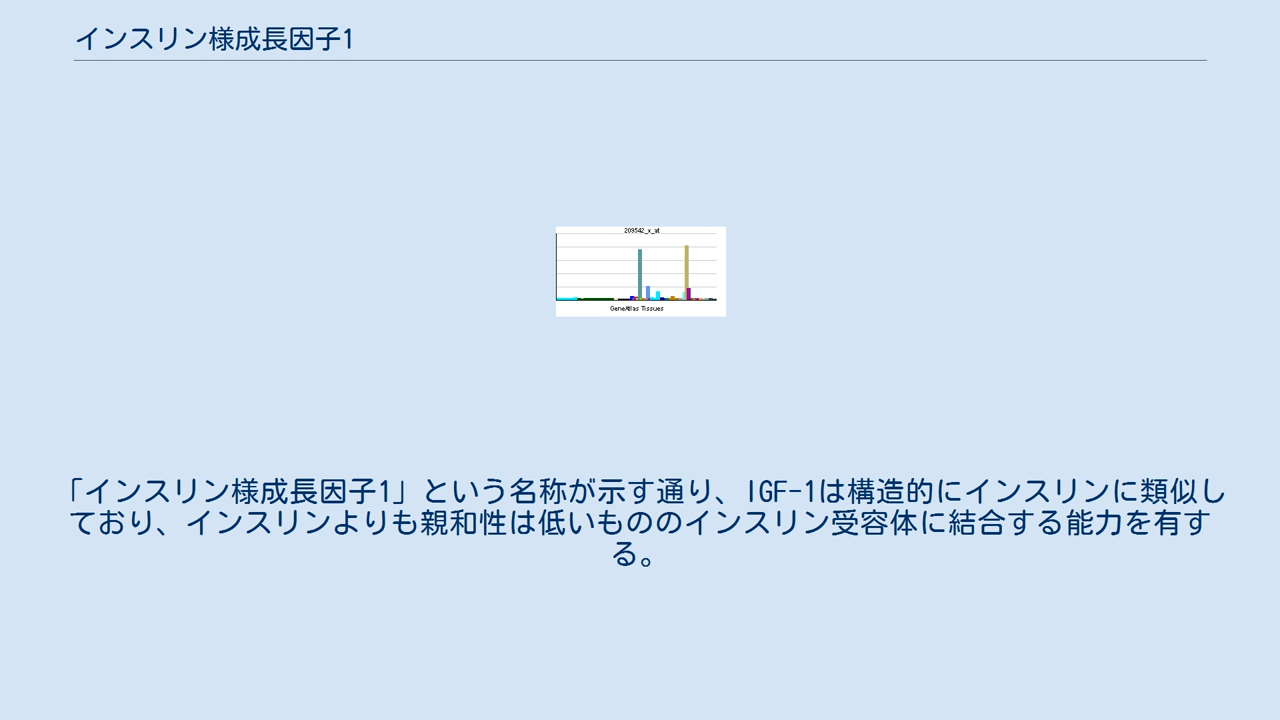 インスリン様成長因子1
209542_x_at
GeneAtlas Tissues
「インスリン様成長因子1」という名称が示す通り、IGF-1は構造的にインスリンに類似し
ており、インスリンよりも親和性は低いもののインスリン受容体に結合する能力を有す
る。